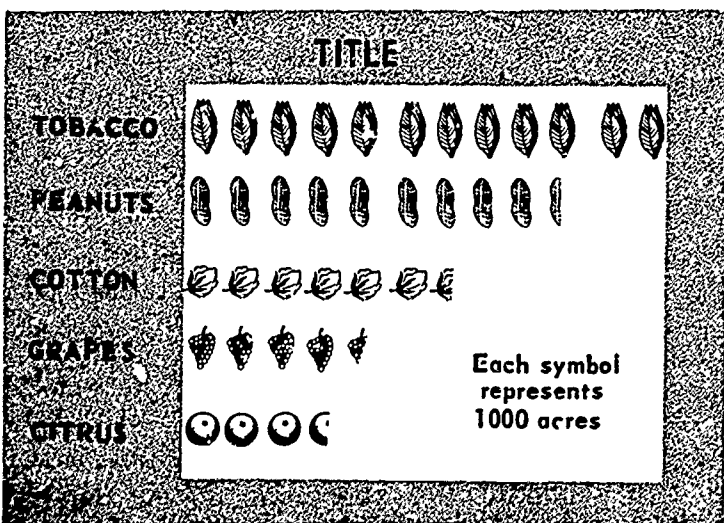 TITLE
TOBACCO
PEANUTS
COTTON
GRAPES
CITRUS
Each symbol
represents
1000 acres